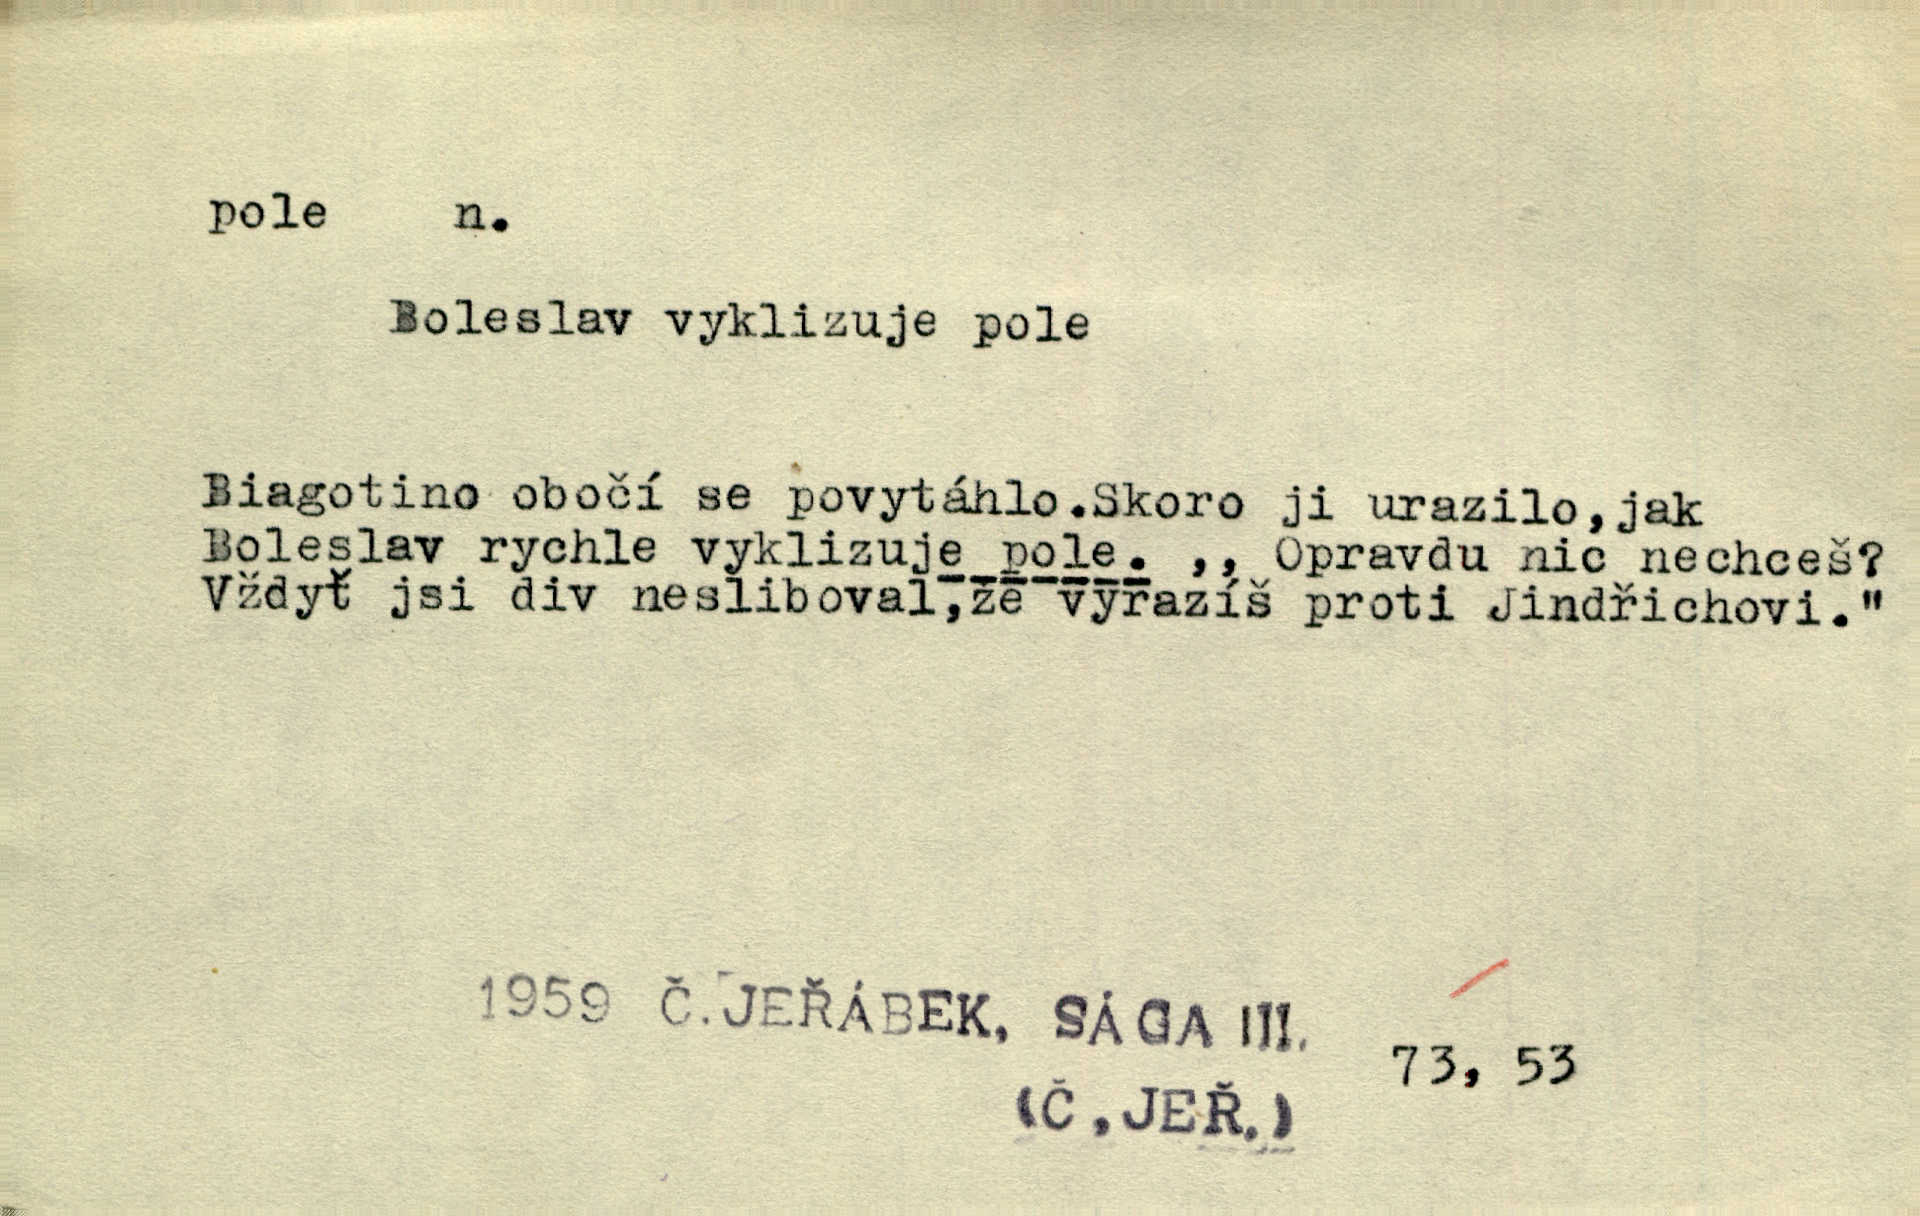 pole n.
Boleslav vyklizuje pole
Biagotino obočí se povytáhlo.Skoro ji urazilo,jak
Boleslav rychle vyklizuje pole. ,, Opravdu nic nechceš?
Vždyť jsi div nesliboval,že vyrazíš proti Jindřichovi."
1959 Č.JEŘÁBEK, SÁGA III.
73, 53
(Č,JEŘ.)